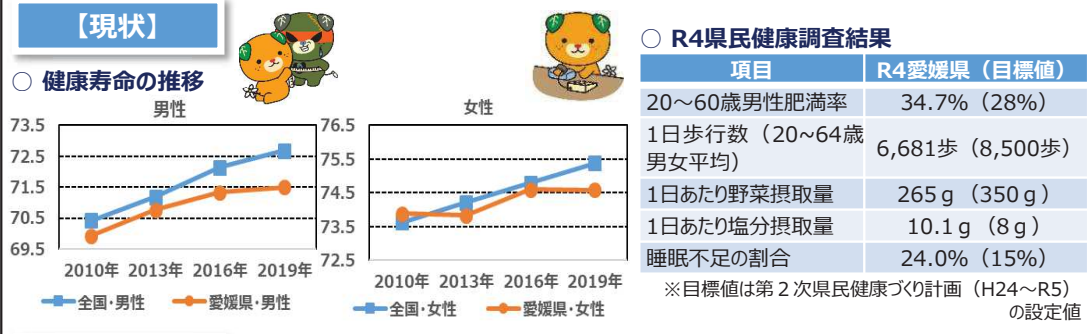 【現状】
○ 健康寿命の推移
男性
73.5
72.5
71.5
70.5
69.5
2010年 2013年 2016年 2019年
全国・男性 愛媛県・男性
女性
76.5
75.5
74.5
73.5
72.5
2010年 2013年 2016年 2019年
全国・女性 愛媛県・女性
○ R4県民健康調査結果
項目 R4愛媛県（目標値）
20～60歳男性肥満率 34.7%（28%）
1日歩行数（20~64歳
男女平均） 6,681歩（8,500歩）
1日あたり野菜摂取量 265ｇ（350ｇ）
1日あたり塩分摂取量 10.1ｇ（8ｇ）
睡眠不足の割合 24.0%（15%）
※目標値は第２次県民健康づくり計画（H24～R5）
の設定値